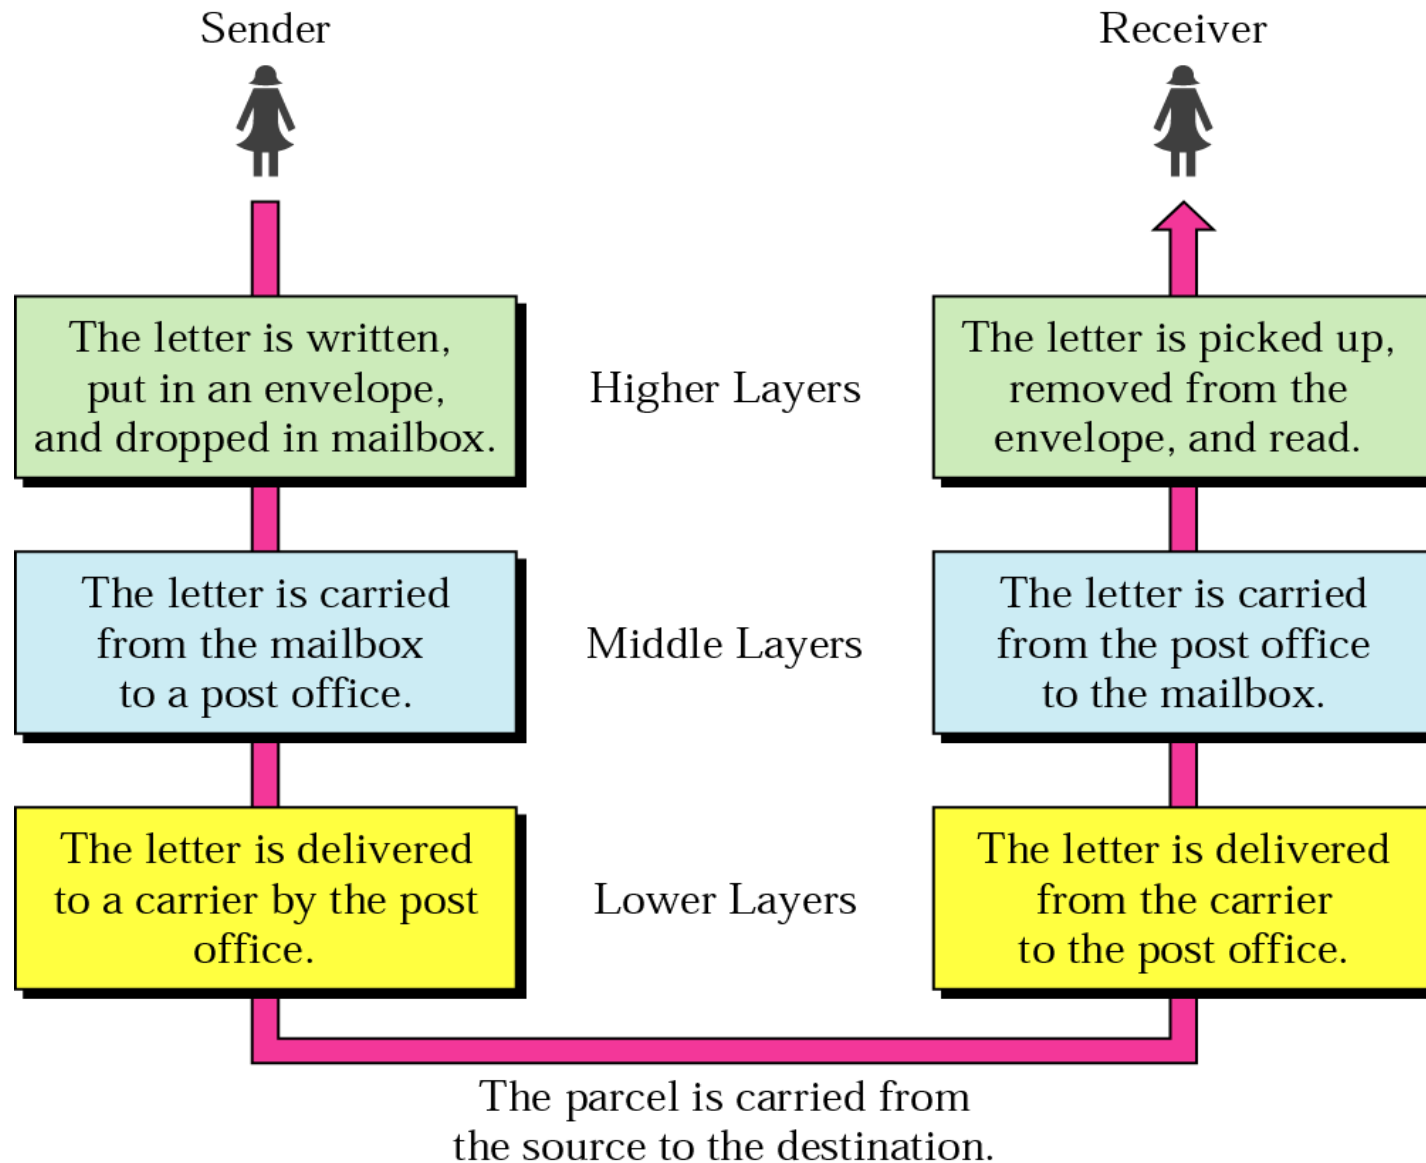 Sender
Receiver
The letter is written,
put in an envelope,
and dropped in mailbox.
Higher Layers
The letter is picked up,
removed from the
envelope, and read.
The letter is carried
from the mailbox
to a post office.
Middle Layers
The letter is carried
from the post office
to the mailbox.
The letter is delivered
to a carrier by the post
office.
Lower Layers
The letter is delivered
from the carrier
to the post office.
The parcel is carried from
the source to the destination.